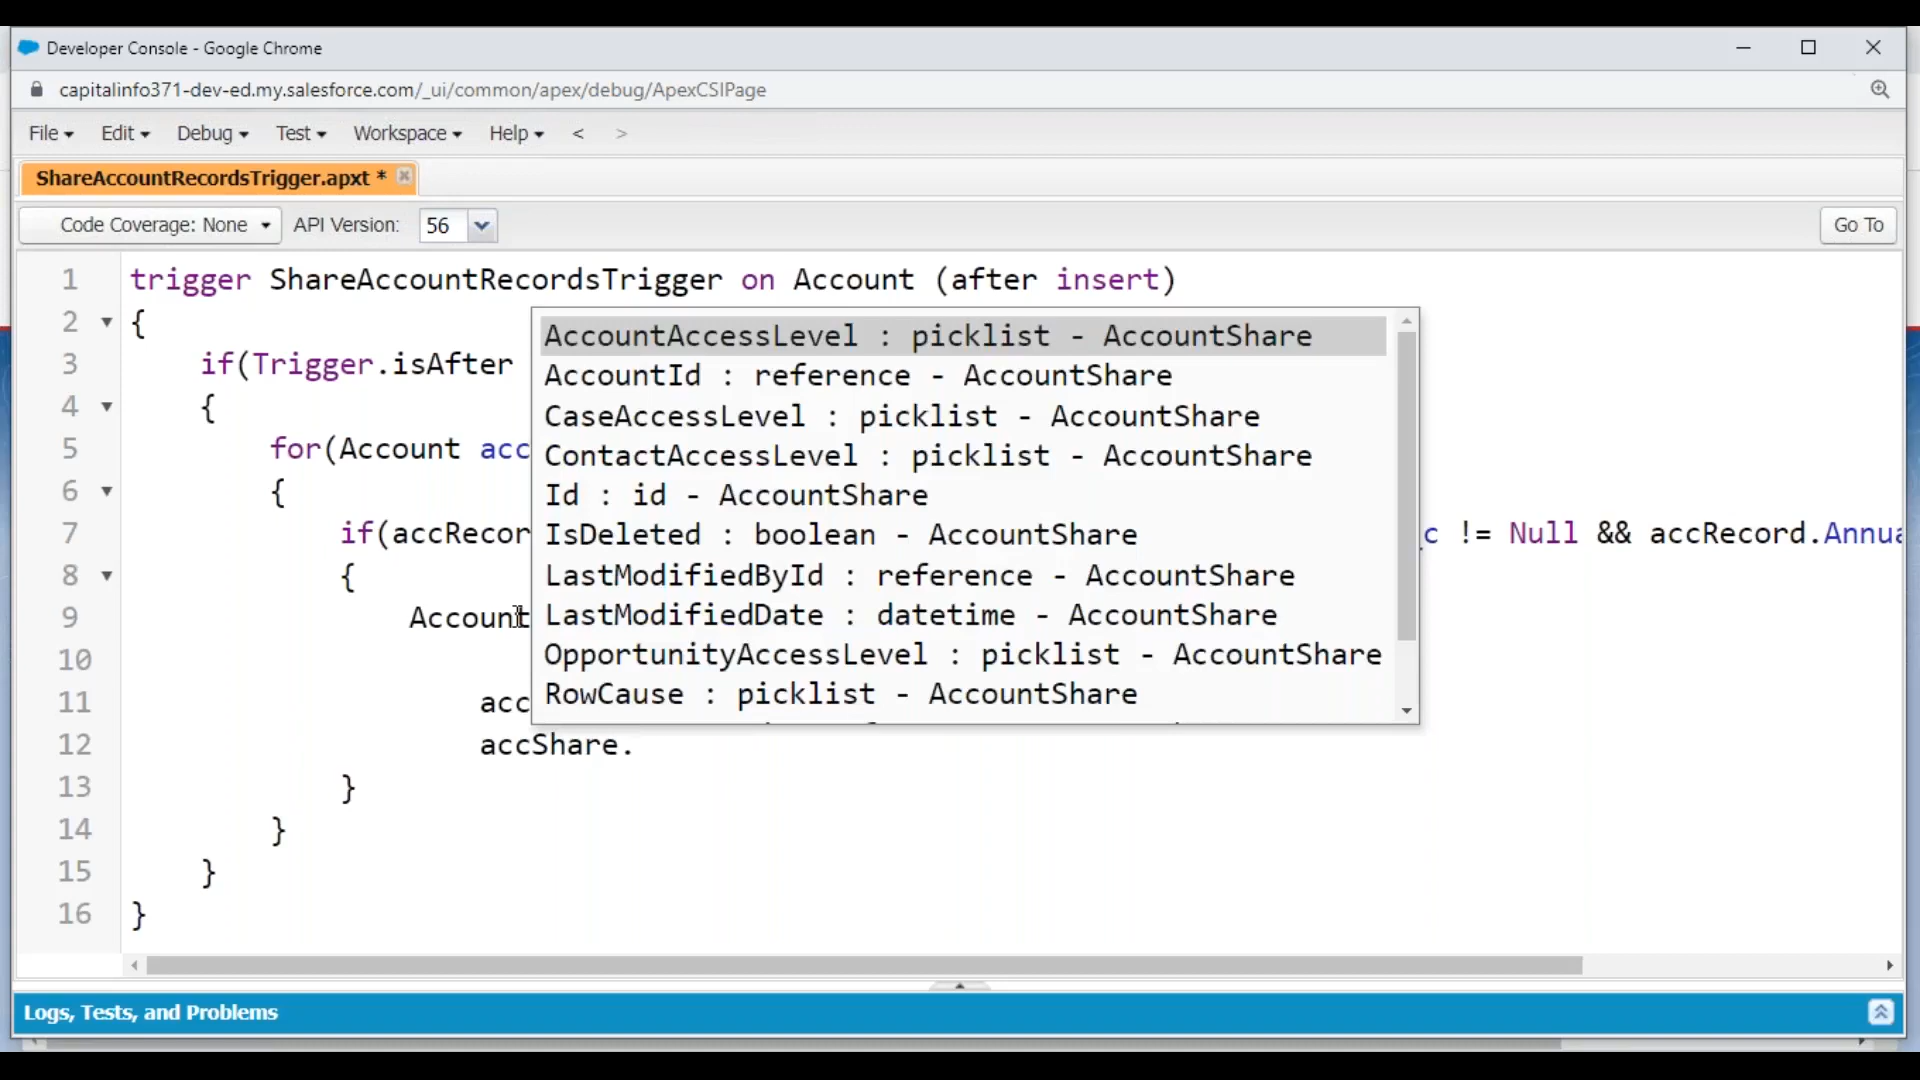 Developer Console - Google Chrome
capitalinfo371-dev-ed.my.salesforce.com/_ui/common/apex/debug/ApexCSIPage
File Edit Debug Test Workspace Help < >
ShareAccountRecordsTrigger.apxt *
Code Coverage: None API Version: 56 Go To
1 trigger ShareAccountRecordsTrigger on Account (after insert)
2 {
3 if(Trigger.isAfter
4 {
5 for(Account acc
6 {
7 if(accRecor c != Null && accRecord.Annua
8 {
9 Account
10
11 acc
12 accShare.
13 }
14 }
15 }
16 }
AccountAccessLevel : picklist - AccountShare
AccountId : reference - AccountShare
CaseAccessLevel : picklist - AccountShare
ContactAccessLevel : picklist - AccountShare
Id : id - AccountShare
IsDeleted : boolean - AccountShare
LastModifiedById : reference - AccountShare
LastModifiedDate : datetime - AccountShare
OpportunityAccessLevel : picklist - AccountShare
RowCause : picklist - AccountShare
Logs, Tests, and Problems